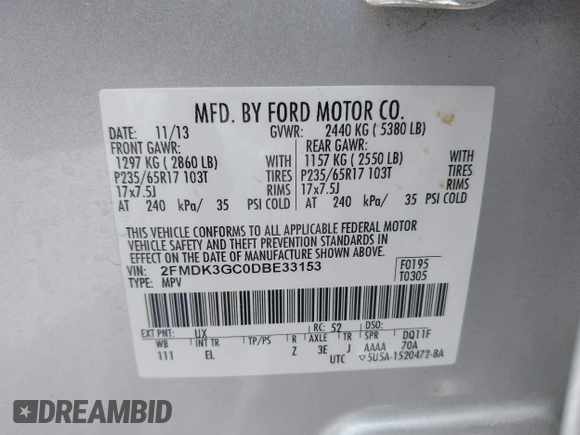 MFD. BY FORD MOTOR CO.
DATE: 11/13 GVWR: 2440 KG ( 5380 LB)
FRONT GAWR: REAR GAWR:
1297 KG ( 2860 LB) WITH 1157 KG ( 2550 LB) WITH
P235/65R17 103T TIRES P235/65R17 103T TIRES
17x7.5J RIMS 17x7.5J RIMS
AT 240 kPa/ 35 PSI COLD AT 240 kPa/ 35 PSI COLD
THIS VEHICLE CONFORMS TO ALL APPLICABLE FEDERAL MOTOR
VEHICLE SAFETY AND THEFT PREVENTION STANDARDS IN
EFFECT ON THE DATE OF MANUFACTURE SHOWN ABOVE.
VIN: 2FMDK3GC0DBE33153 F0195
TYPE: MPV T0305
EXT PNT: UX RC: 52 DSO:
WB INT TR TP/PS R AXLE TR SPR DQ11F
111 EL Z 3E J AAAA 70A
UTC ▽5U5A-1520472-BA
DREAMBID